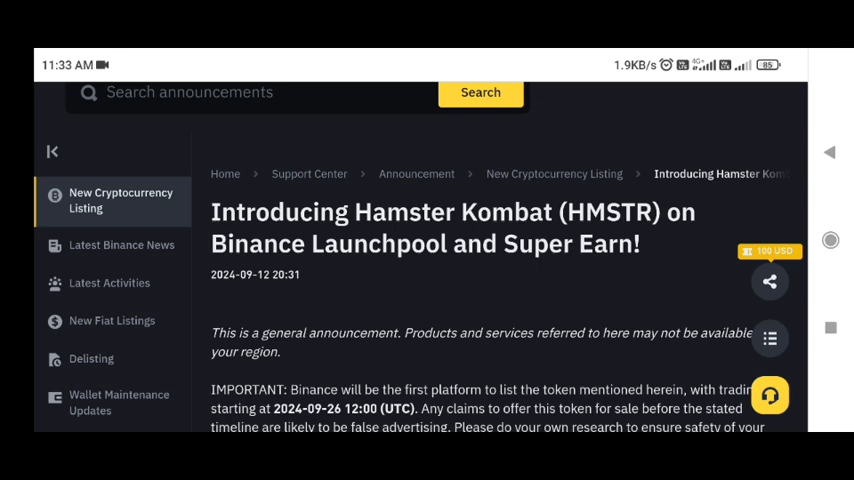 11:33 AM
1.9KB/s
4G
85
Search announcements
Search
Home > Support Center > Announcement > New Cryptocurrency Listing > Introducing Hamster Kom
New Cryptocurrency
Listing
Latest Binance News
Latest Activities
New Fiat Listings
Delisting
Wallet Maintenance
Updates
Introducing Hamster Kombat (HMSTR) on
Binance Launchpool and Super Earn!
100 USD
2024-09-12 20:31
This is a general announcement. Products and services referred to here may not be available
your region.
IMPORTANT: Binance will be the first platform to list the token mentioned herein, with tradin
starting at 2024-09-26 12:00 (UTC). Any claims to offer this token for sale before the stated
timeline are likely to be false advertising. Please do your own research to ensure safety of your